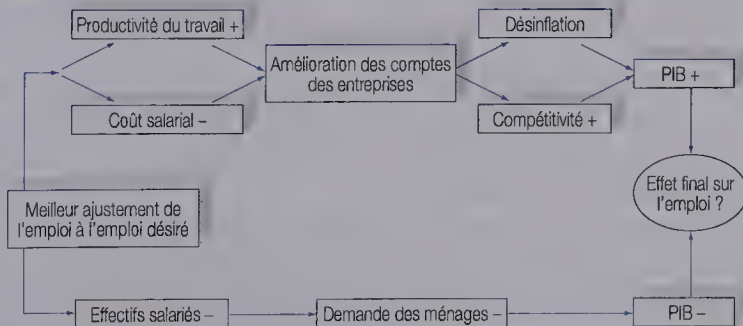 Productivité du travail +
Désinflation
Amélioration des comptes
des entreprises
PIB +
Coût salarial –
Compétitivité +
Effet final sur
l'emploi ?
Meilleur ajustement de
l'emploi à l'emploi désiré
Effectifs salariés –
Demande des ménages –
PIB –